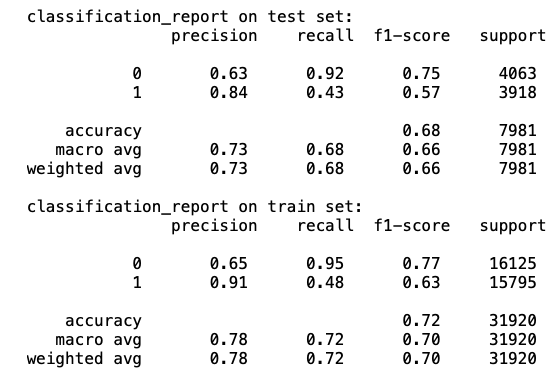 classification_report on test set:
precision recall f1-score support
0 0.63 0.92 0.75 4063
1 0.84 0.43 0.57 3918
accuracy 0.68 7981
macro avg 0.73 0.68 0.66 7981
weighted avg 0.73 0.68 0.66 7981
classification_report on train set:
precision recall f1-score support
0 0.65 0.95 0.77 16125
1 0.91 0.48 0.63 15795
accuracy 0.72 31920
macro avg 0.78 0.72 0.70 31920
weighted avg 0.78 0.72 0.70 31920